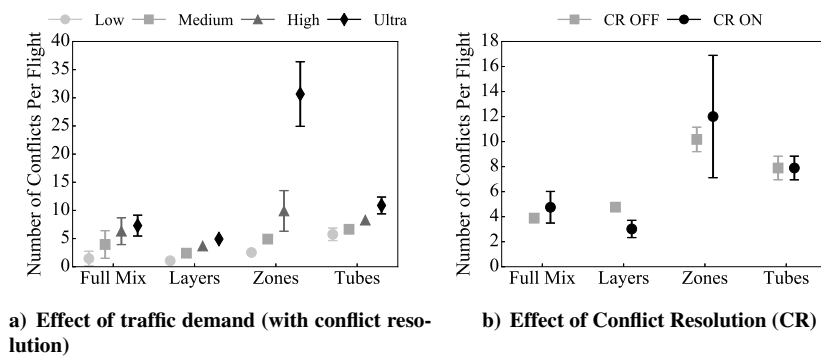 Low Medium High Ultra
Number of Conflicts Per Flight
40
35
30
25
20
15
10
5
0
Full Mix Layers Zones Tubes
a) Effect of traffic demand (with conflict reso-
lution)
CR OFF CR ON
Number of Conflicts Per Flight
18
16
14
12
10
8
6
4
2
0
Full Mix Layers Zones Tubes
b) Effect of Conflict Resolution (CR)